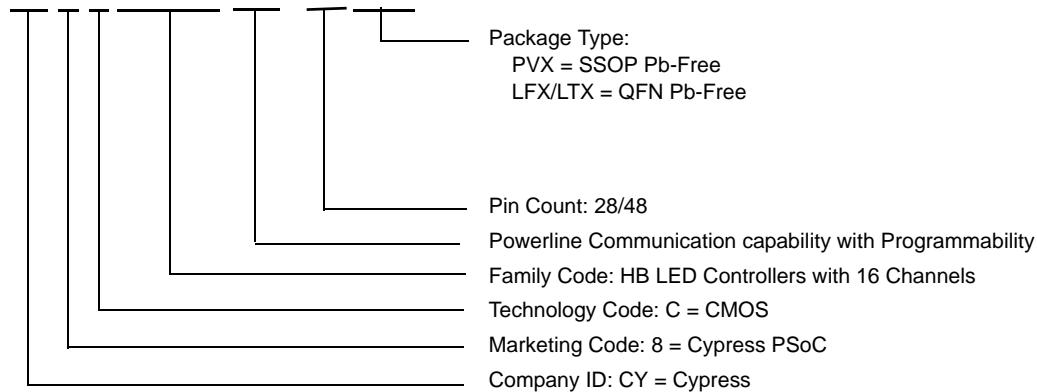 Package Type:
PVX = SSOP Pb-Free
LFX/LTX = QFN Pb-Free
Pin Count: 28/48
Powerline Communication capability with Programmability
Family Code: HB LED Controllers with 16 Channels
Technology Code: C = CMOS
Marketing Code: 8 = Cypress PSoC
Company ID: CY = Cypress